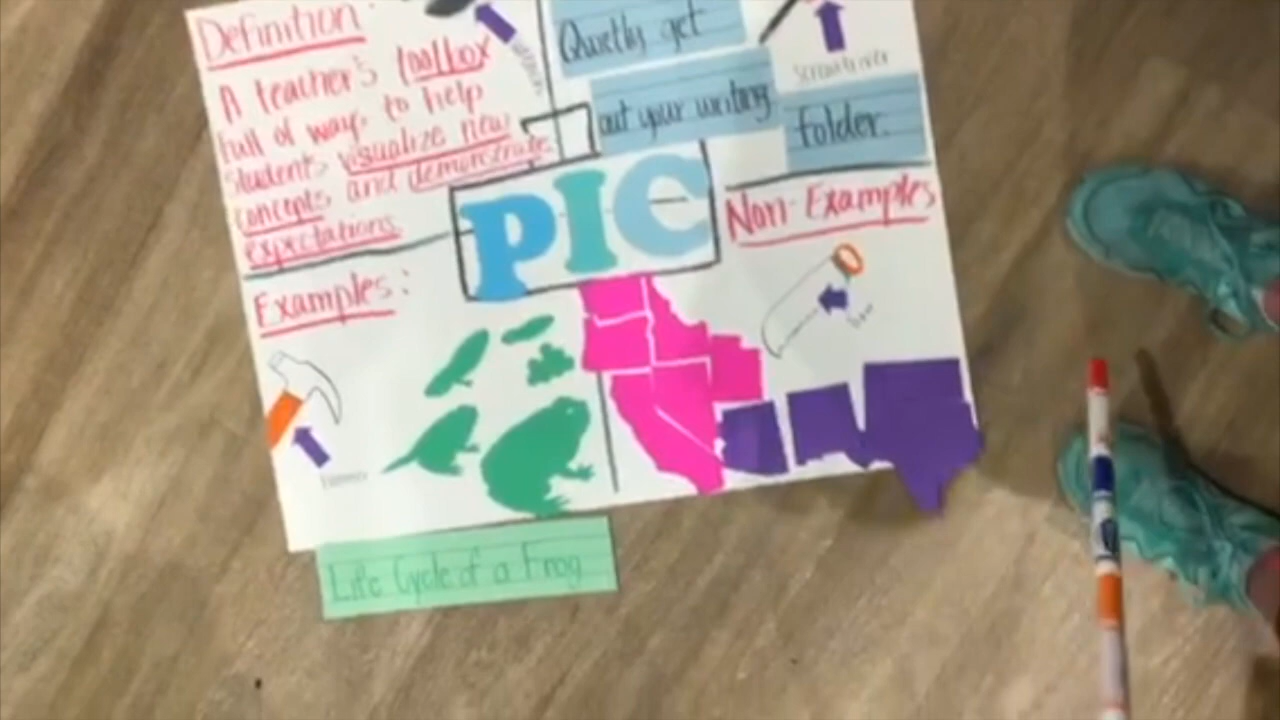 Definition:
A teacher's toolbox
full of ways to help
students visualize new
concepts and demonstrate
expectations.
Quietly get
out your writing
folder.
screwdriver
PIC
Non-Examples
Examples:
Life Cycle of a Frog